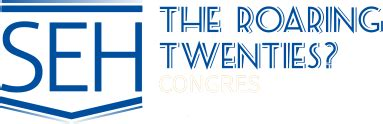 SEH
THE ROARING
TWENTIES?
CONGRES